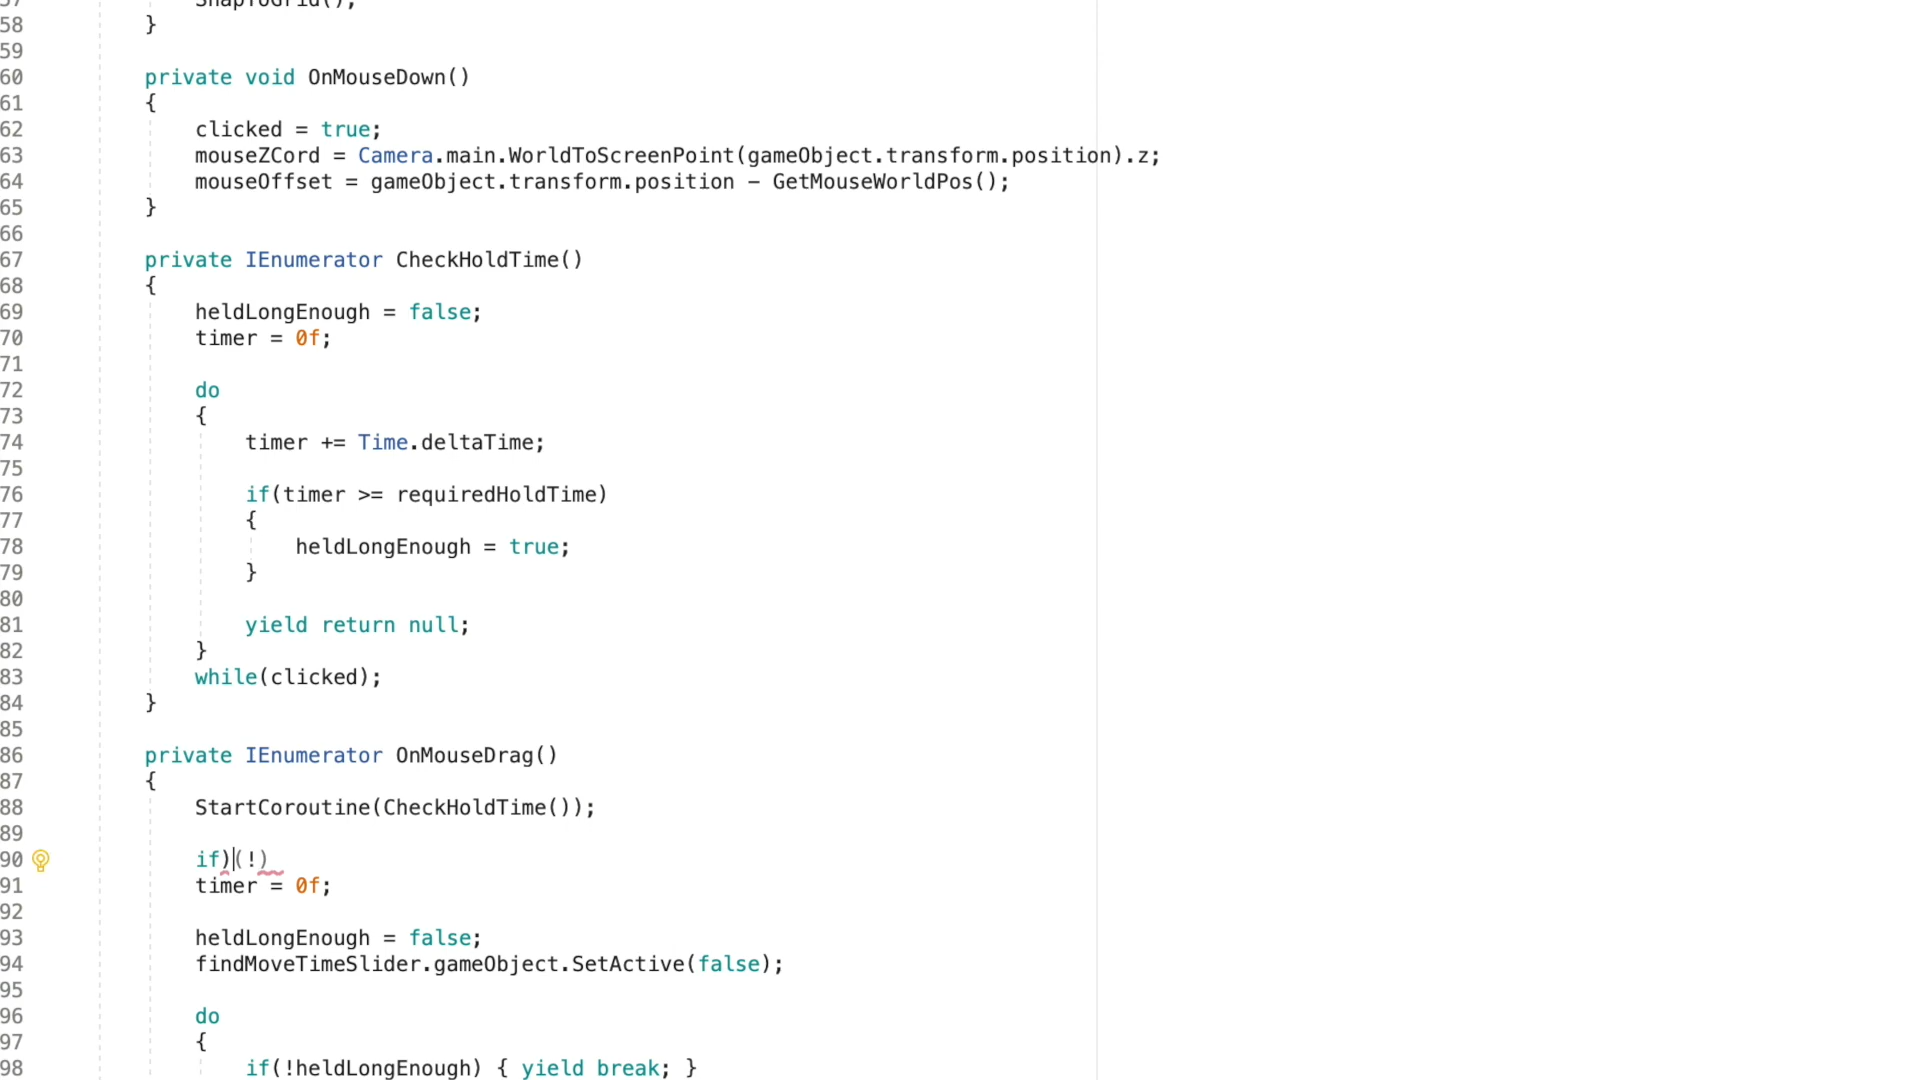 57 SnapToGrid();
58 }
59
60 private void OnMouseDown()
61 {
62 clicked = true;
63 mouseZCord = Camera.main.WorldToScreenPoint(gameObject.transform.position).z;
64 mouseOffset = gameObject.transform.position - GetMouseWorldPos();
65 }
66
67 private IEnumerator CheckHoldTime()
68 {
69 heldLongEnough = false;
70 timer = 0f;
71
72 do
73 {
74 timer += Time.deltaTime;
75
76 if(timer >= requiredHoldTime)
77 {
78 heldLongEnough = true;
79 }
80
81 yield return null;
82 }
83 while(clicked);
84 }
85
86 private IEnumerator OnMouseDrag()
87 {
88 StartCoroutine(CheckHoldTime());
89
90 if)(!)
91 timer = 0f;
92
93 heldLongEnough = false;
94 findMoveTimeSlider.gameObject.SetActive(false);
95
96 do
97 {
98 if(!heldLongEnough) { yield break; }